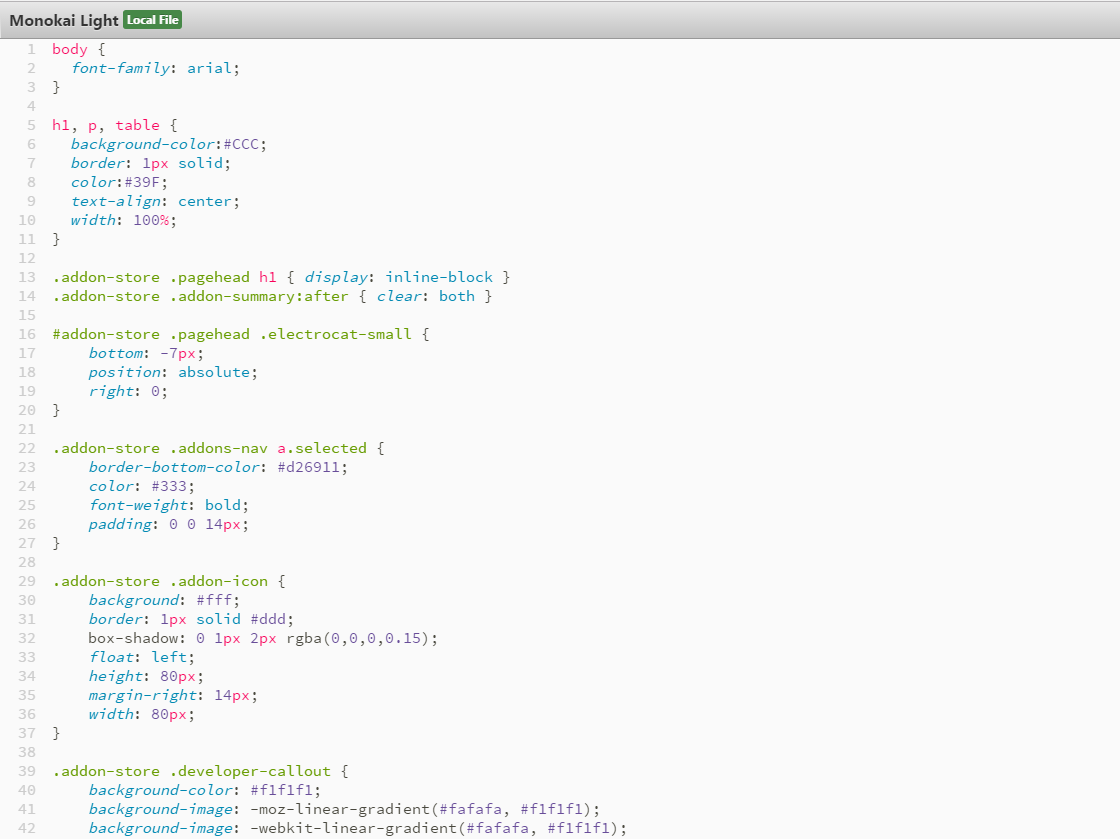 Monokai Light Local File
1 body {
2   font-family: arial;
3 }
4
5 h1, p, table {
6   background-color:#CCC;
7   border: 1px solid;
8   color:#39F;
9   text-align: center;
10   width: 100%;
11 }
12
13 .addon-store .pagehead h1 { display: inline-block }
14 .addon-store .addon-summary:after { clear: both }
15
16 #addon-store .pagehead .electrocat-small {
17     bottom: -7px;
18     position: absolute;
19     right: 0;
20 }
21
22 .addon-store .addons-nav a.selected {
23     border-bottom-color: #d26911;
24     color: #333;
25     font-weight: bold;
26     padding: 0 0 14px;
27 }
28
29 .addon-store .addon-icon {
30     background: #fff;
31     border: 1px solid #ddd;
32     box-shadow: 0 1px 2px rgba(0,0,0,0.15);
33     float: left;
34     height: 80px;
35     margin-right: 14px;
36     width: 80px;
37 }
38
39 .addon-store .developer-callout {
40     background-color: #f1f1f1;
41     background-image: -moz-linear-gradient(#fafafa, #f1f1f1);
42     background-image: -webkit-linear-gradient(#fafafa, #f1f1f1);